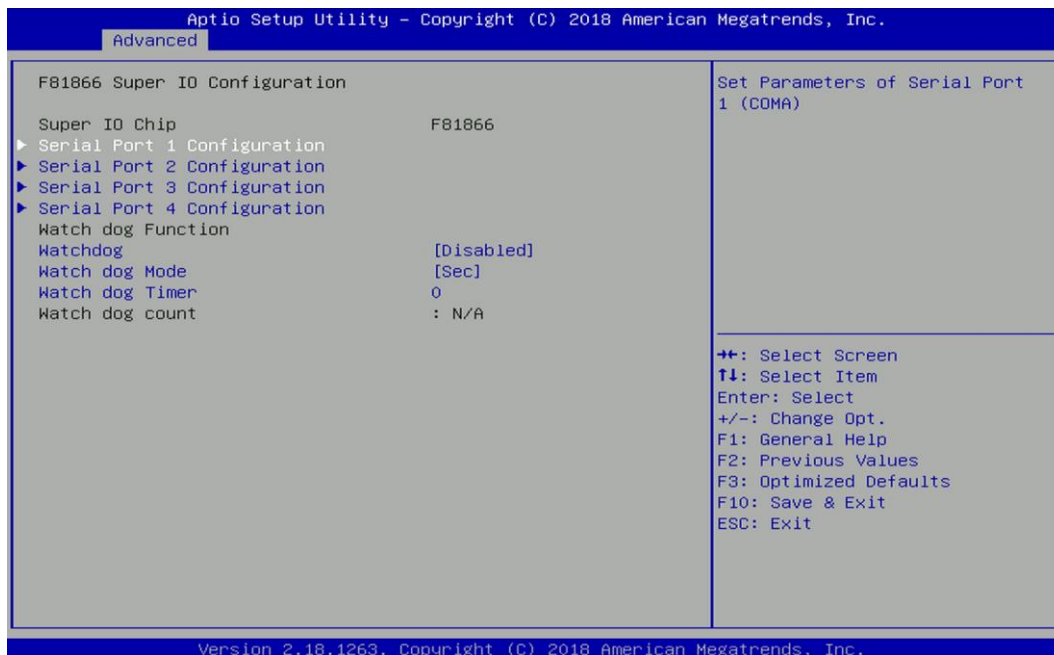 Aptio Setup Utility – Copyright (C) 2018 American Megatrends, Inc.
Advanced
F81866 Super IO Configuration
Super IO Chip F81866
Serial Port 1 Configuration
Serial Port 2 Configuration
Serial Port 3 Configuration
Serial Port 4 Configuration
Watch dog Function
Watchdog [Disabled]
Watch dog Mode [Sec]
Watch dog Timer 0
Watch dog count : N/A
Set Parameters of Serial Port
1 (COMA)
→←: Select Screen
↑↓: Select Item
Enter: Select
+/-: Change Opt.
F1: General Help
F2: Previous Values
F3: Optimized Defaults
F10: Save & Exit
ESC: Exit
Version 2.18.1263. Copyright (C) 2018 American Megatrends, Inc.